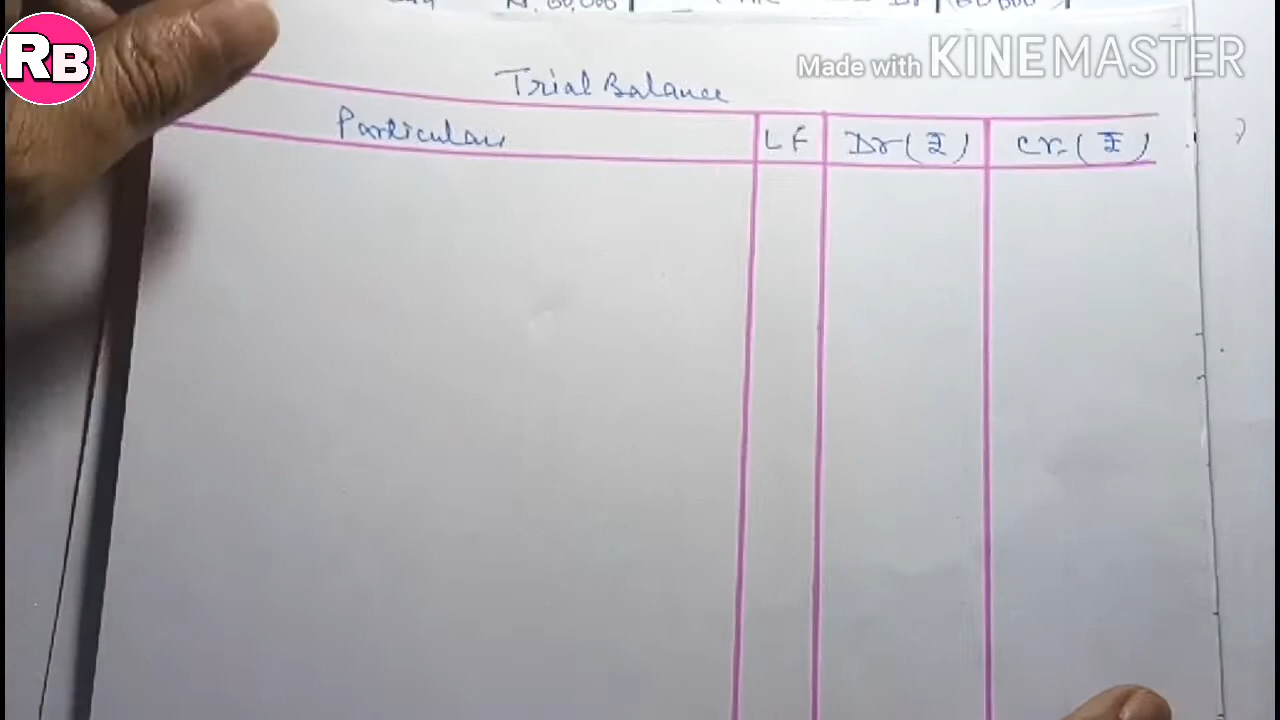 RB
Made with KINEMASTER
Trial Balance
Particulars LF Dr (₹) Cr. (₹)